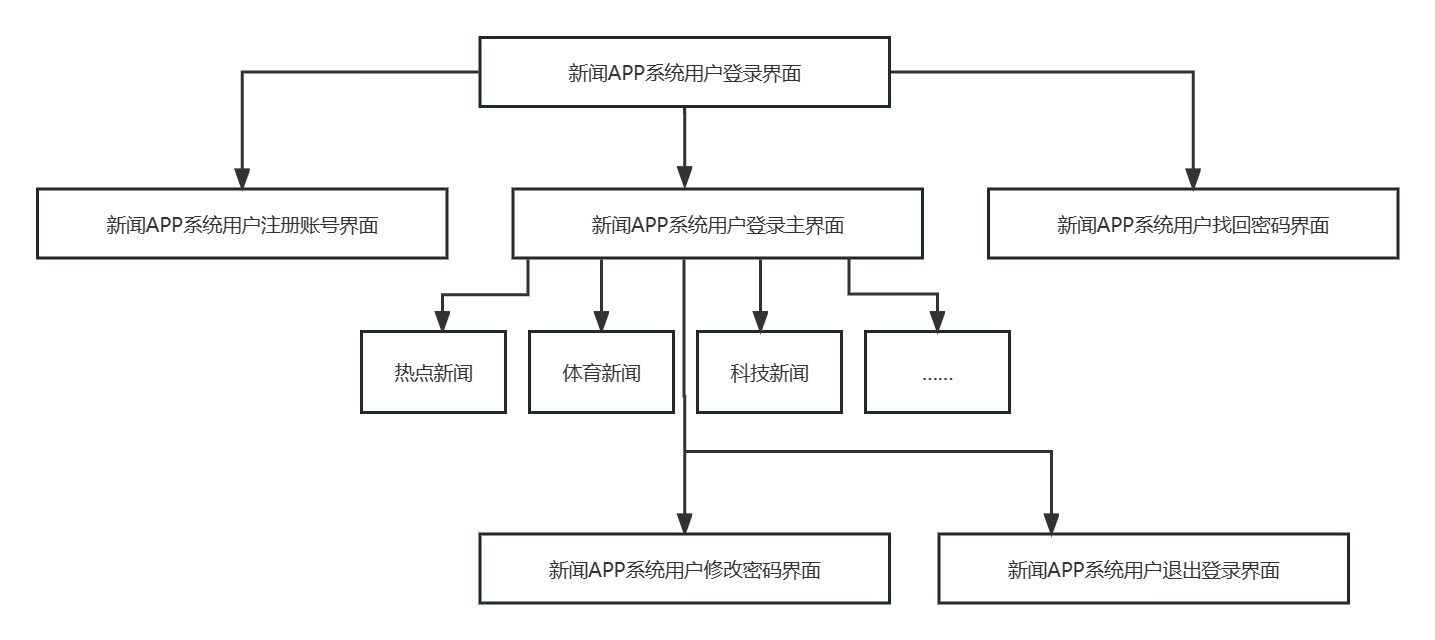 新闻APP系统用户登录界面
新闻APP系统用户注册账号界面
新闻APP系统用户登录主界面
新闻APP系统用户找回密码界面
热点新闻
体育新闻
科技新闻
……
新闻APP系统用户修改密码界面
新闻APP系统用户退出登录界面